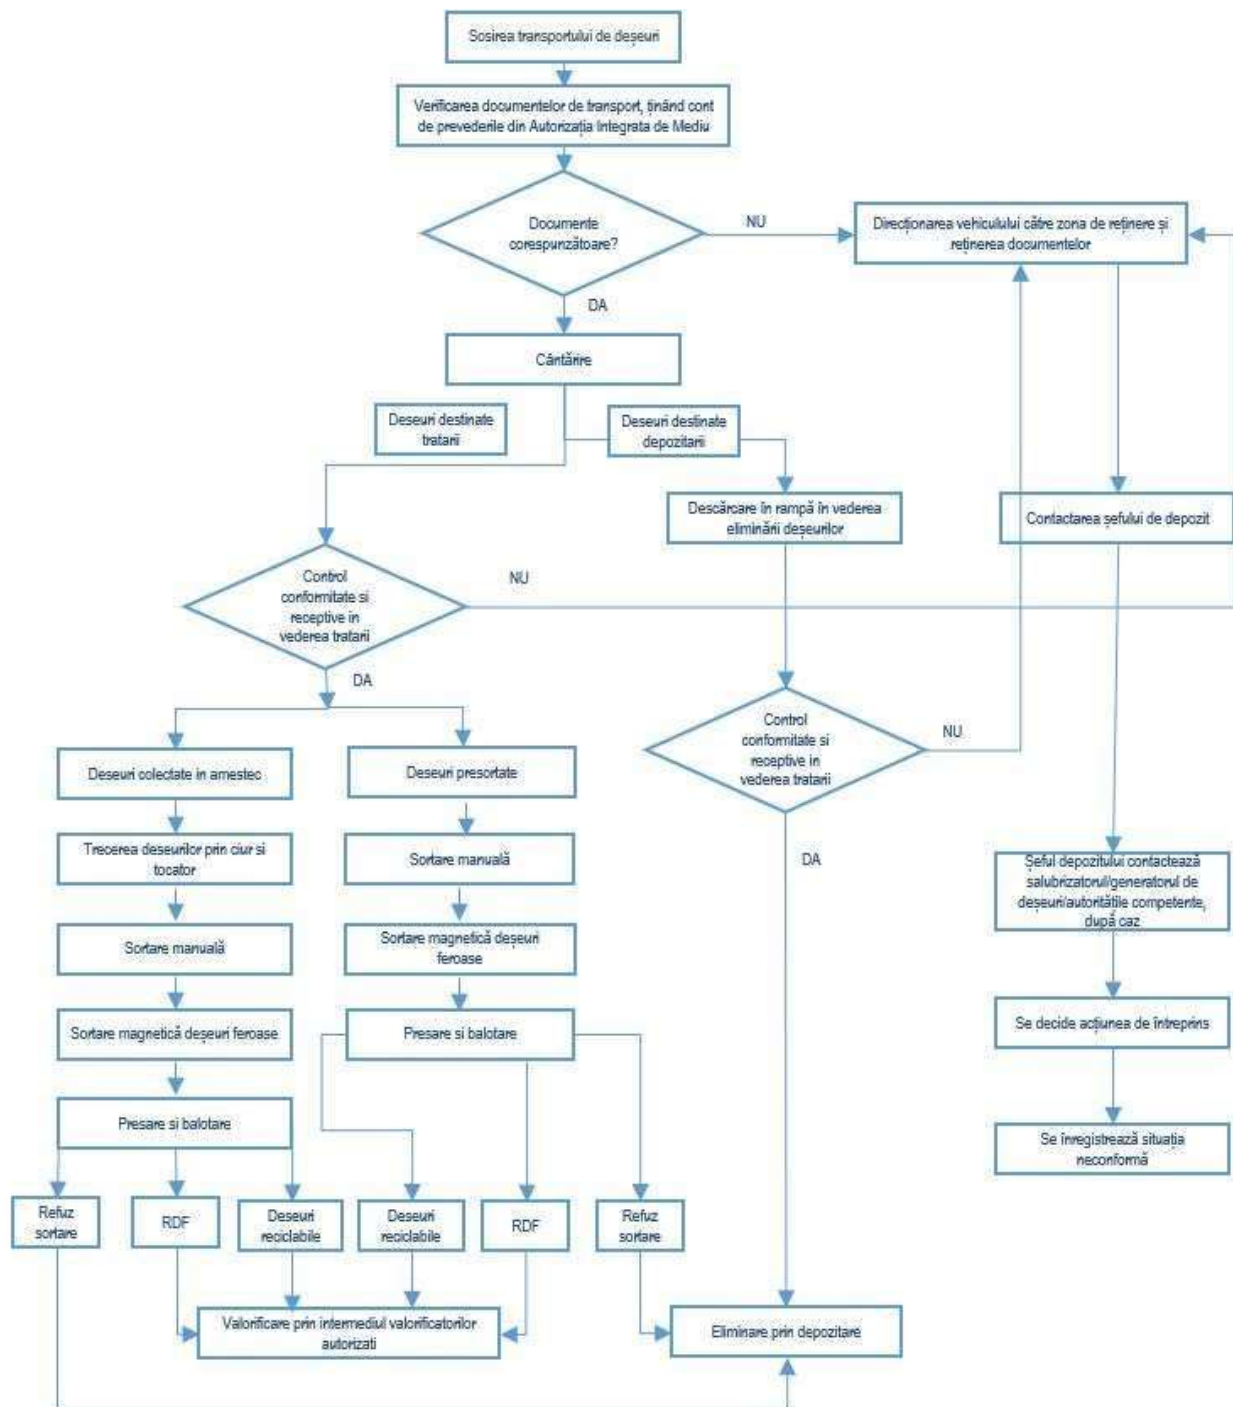 Sosirea transportului de deșeuri
Verificarea documentelor de transport, ținând cont
de prevederile din Autorizația Integrata de Mediu
Documente
corespunzătoare?
NU
Direcționarea vehiculului către zona de reținere și
reținerea documentelor
DA
Cântărire
Deseuri destinate
tratarii
Deseuri destinate
depozitarii
Descărcare în rampă în vederea
eliminării deșeurilor
Contactarea șefului de depozit
Control
conformitate si
receptive in
vederea tratarii
NU
DA
Control
conformitate si
receptive in
vederea tratarii
NU
DA
Deseuri colectate in amestec
Deseuri presortate
Trecerea deseurilor prin ciur si
tocator
Sortare manuală
Șeful depozitului contactează
salubrizatorul/generatorul de
deșeuri/autoritățile competente,
după caz
Sortare manuală
Sortare magnetică deșeuri
feroase
Sortare magnetică deșeuri feroase
Presare si balotare
Se decide acțiunea de întreprins
Presare si balotare
Se înregistrează situația
neconformă
Refuz
sortare
RDF
Deseuri
reciclabile
Deseuri
reciclabile
RDF
Refuz
sortare
Valorificare prin intermediul valorificatorilor
autorizati
Eliminare prin depozitare